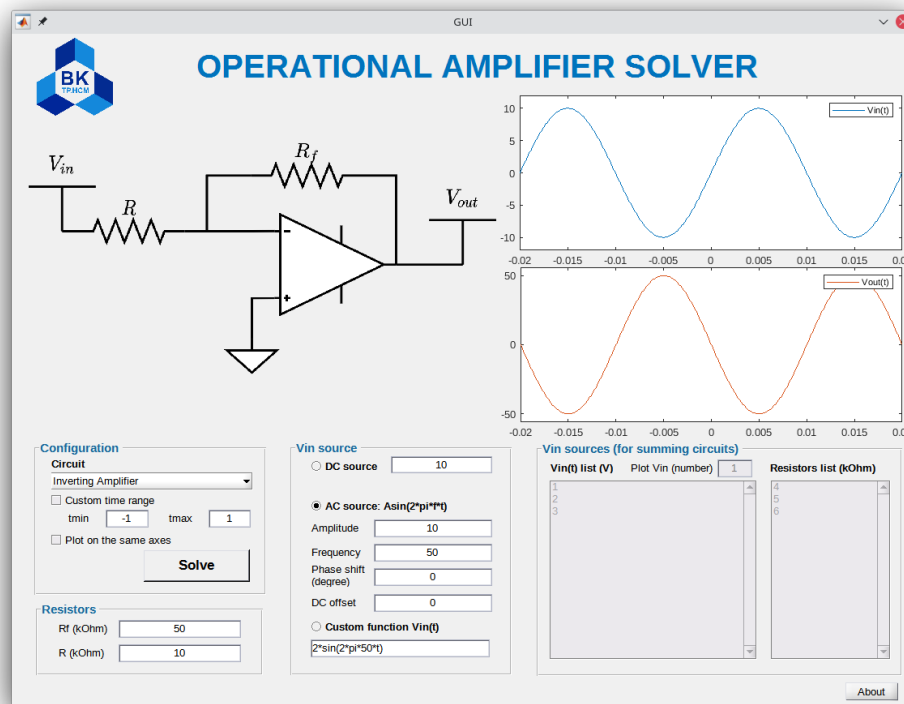 GUI
BK
TP.HCM
OPERATIONAL AMPLIFIER SOLVER
Vin
R
Rf
Vout
-
+
Vin(t)
10
5
0
-5
-10
-0.02 -0.015 -0.01 -0.005 0 0.005 0.01 0.015 0.0
Vout(t)
50
0
-50
-0.02 -0.015 -0.01 -0.005 0 0.005 0.01 0.015 0.0
Configuration
Circuit
Inverting Amplifier
Custom time range
tmin -1 tmax 1
Plot on the same axes
Solve
Resistors
Rf (kOhm) 50
R (kOhm) 10
Vin source
DC source 10
AC source: Asin(2*pi*f*t)
Amplitude 10
Frequency 50
Phase shift
(degree) 0
DC offset 0
Custom function Vin(t)
2*sin(2*pi*50*t)
Vin sources (for summing circuits)
Vin(t) list (V) Plot Vin (number) 1 Resistors list (kOhm)
1
2
3
4
5
6
About